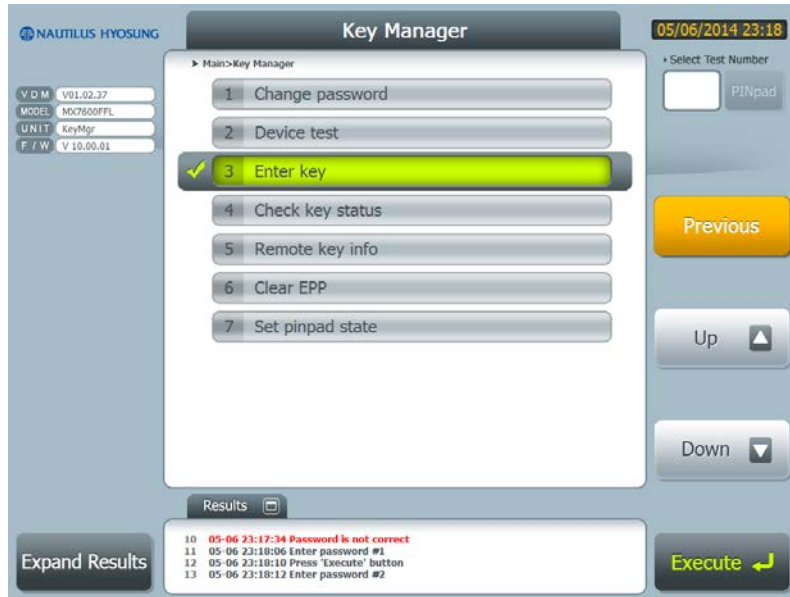 NAUTILUS HYOSUNG
Key Manager
05/06/2014 23:18
Main>Key Manager
Select Test Number
PINpad
VDM V01.02.37
MODEL MX7600FFL
UNIT KeyMgr
F / W V 10.00.01
1 Change password
2 Device test
3 Enter key
4 Check key status
5 Remote key info
6 Clear EPP
7 Set pinpad state
Previous
Up
Down
Results
10 05-06 23:17:34 Password is not correct
11 05-06 23:18:06 Enter password #1
12 05-06 23:18:10 Press 'Execute' button
13 05-06 23:18:12 Enter password #2
Expand Results
Execute